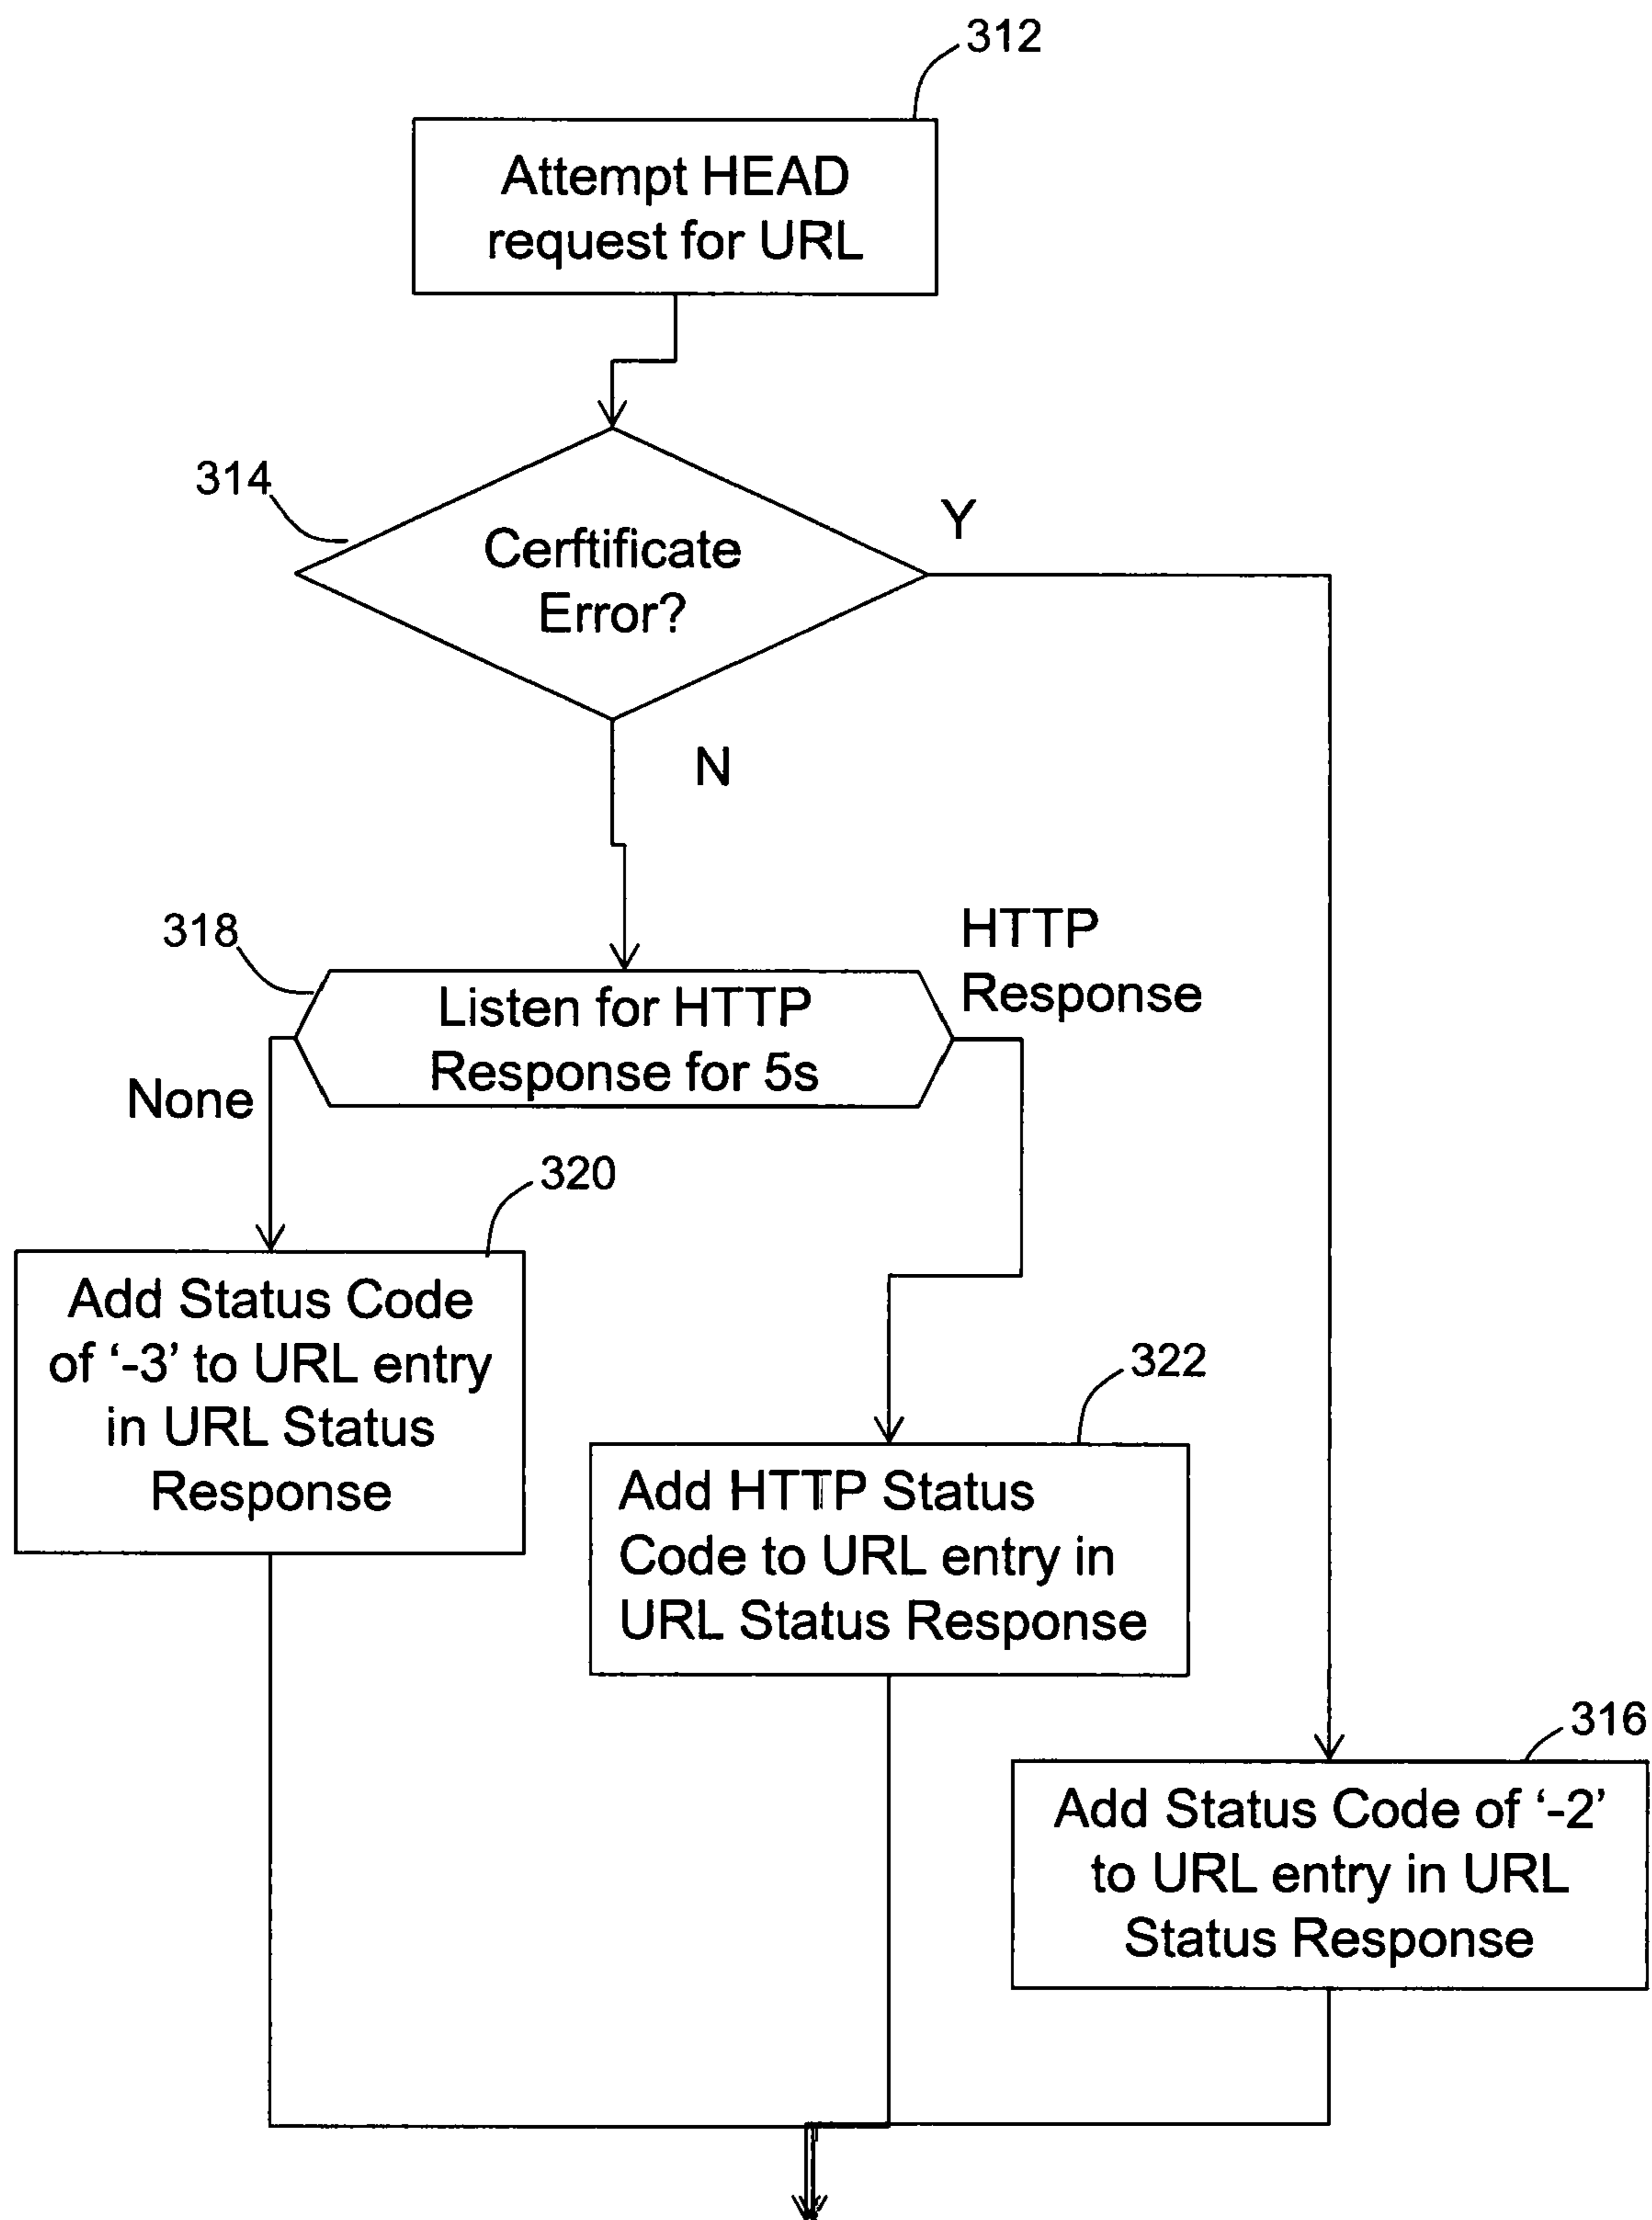 312
Attempt HEAD
request for URL
314
Cerftificate
Error?
Y
N
318
Listen for HTTP
Response for 5s
HTTP
Response
None
320
Add Status Code
of ‘-3’ to URL entry
in URL Status
Response
322
Add HTTP Status
Code to URL entry in
URL Status Response
316
Add Status Code of ‘-2’
to URL entry in URL
Status Response